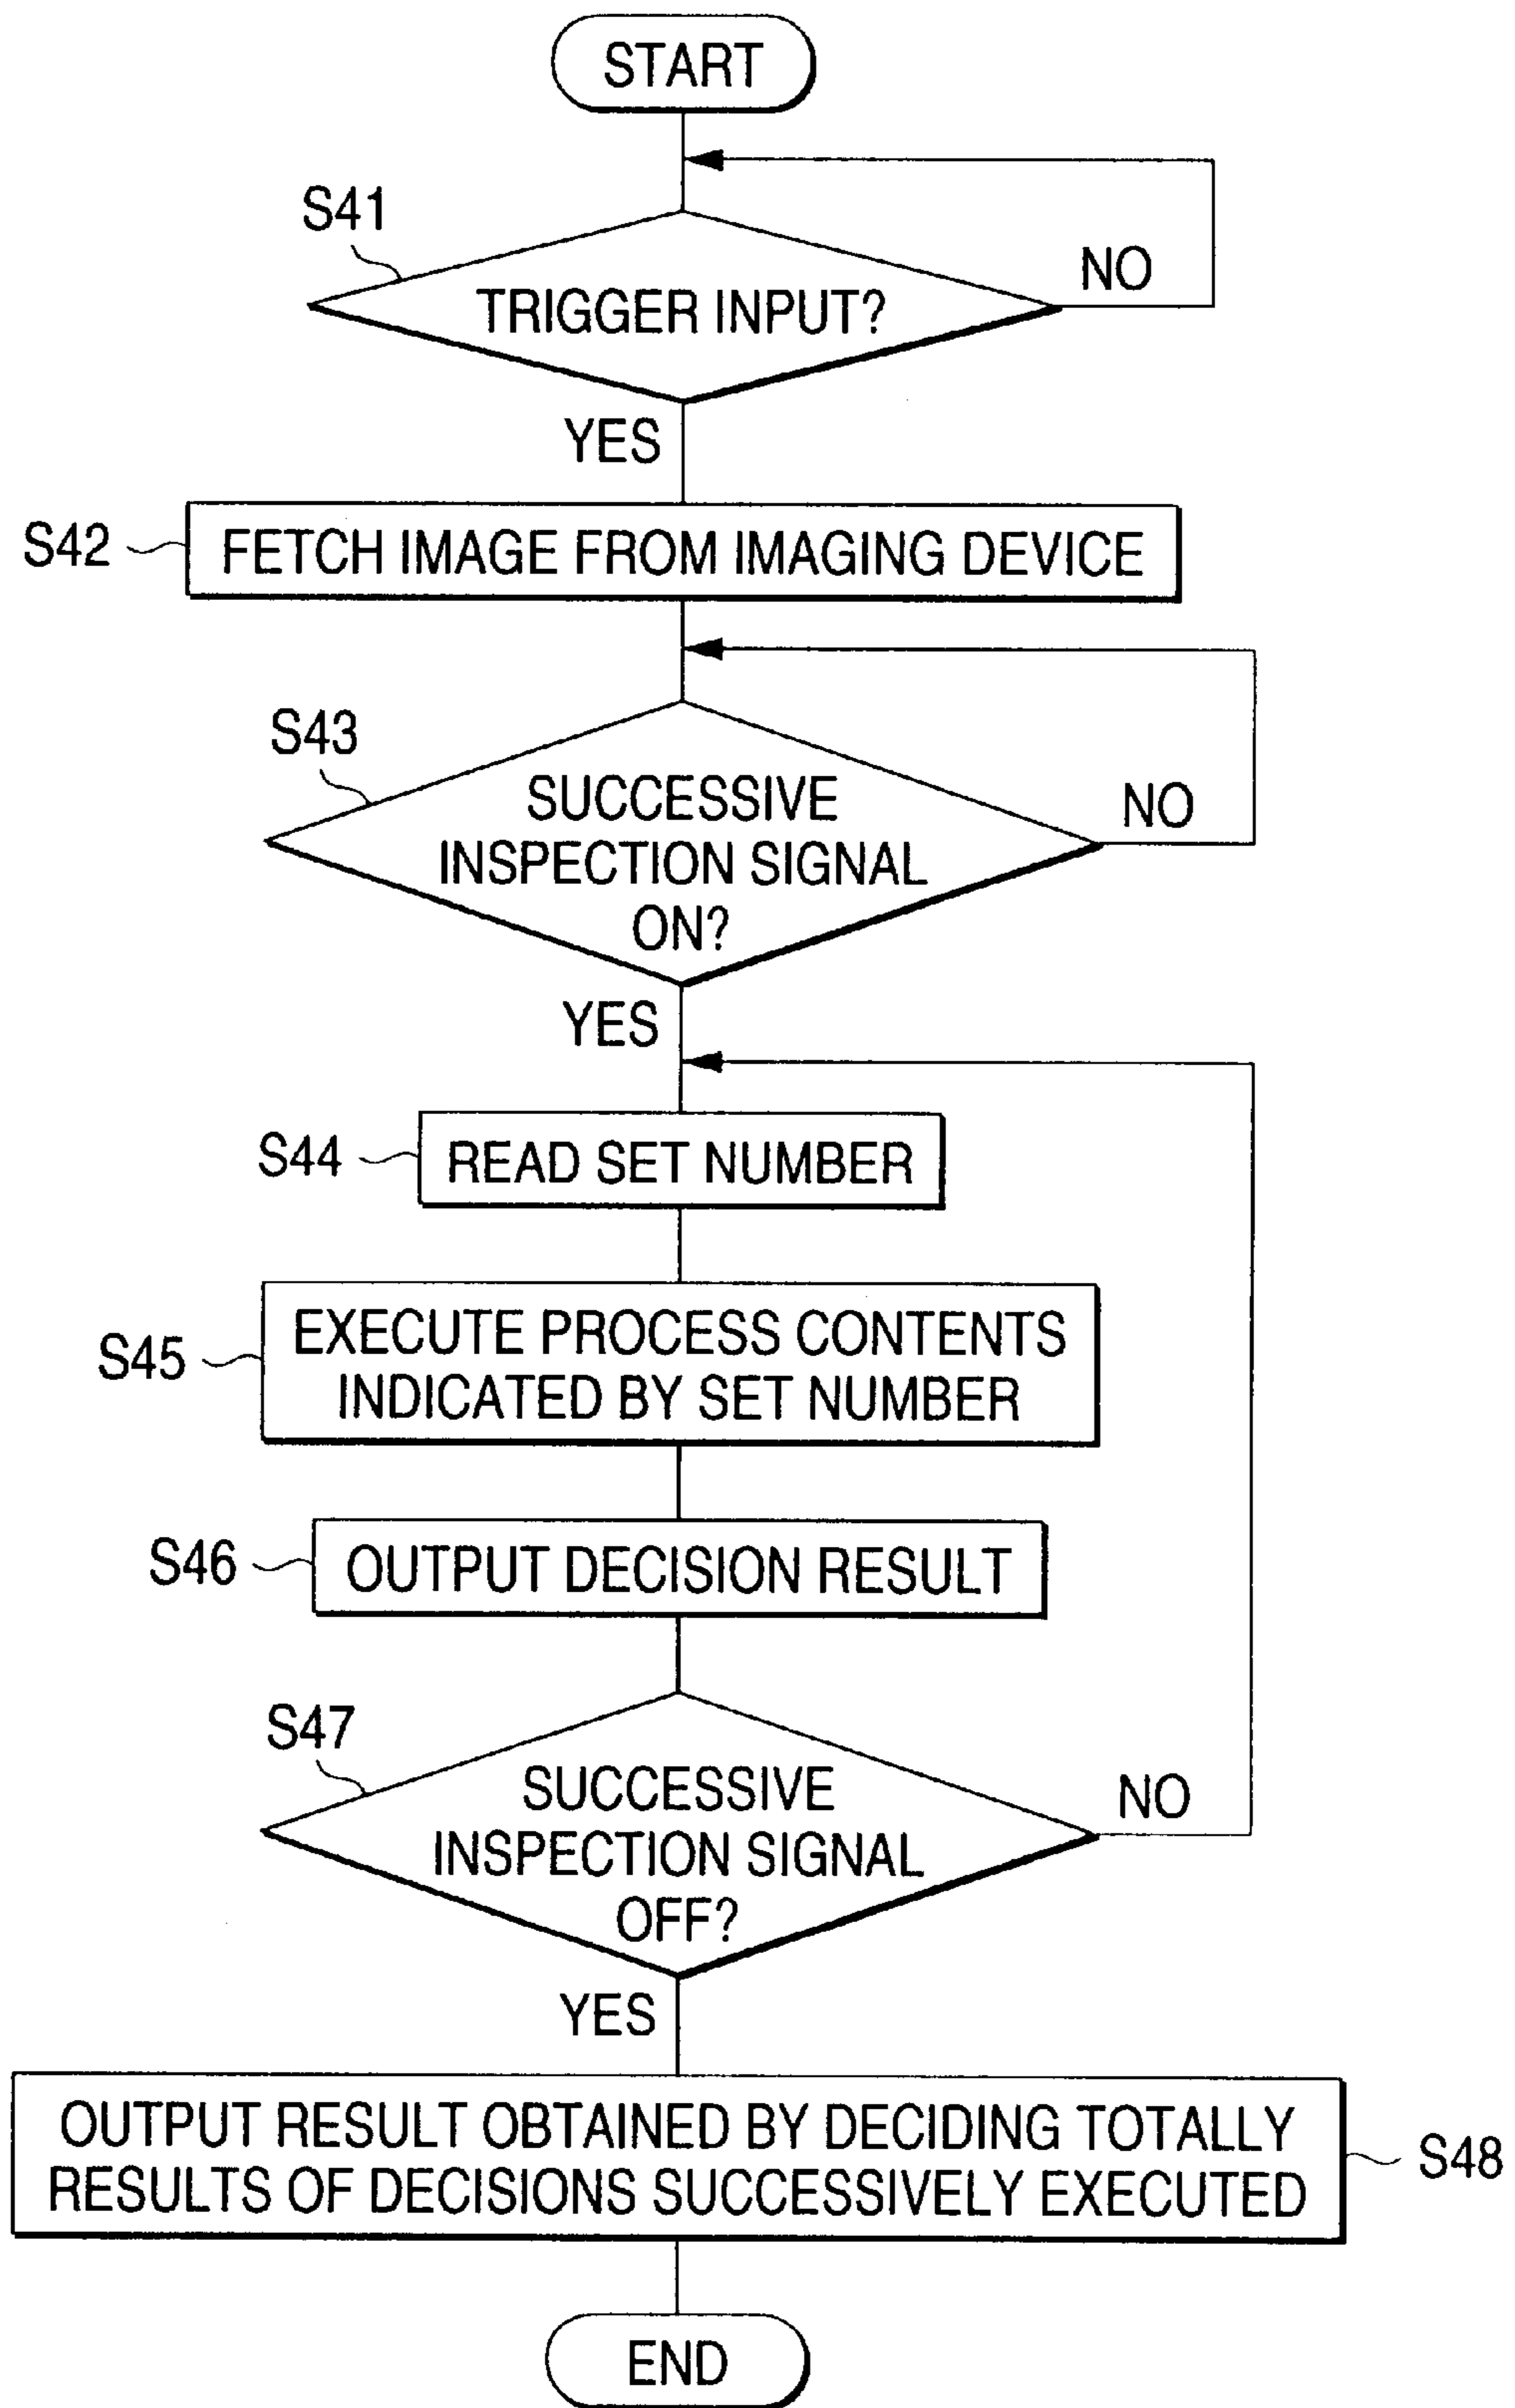 START
S41
NO
TRIGGER INPUT?
YES
S42
FETCH IMAGE FROM IMAGING DEVICE
S43
SUCCESSIVE
NO
INSPECTION SIGNAL
ON?
YES
S44
READ SET NUMBER
S45
EXECUTE PROCESS CONTENTS
INDICATED BY SET NUMBER
S46
OUTPUT DECISION RESULT
S47
SUCCESSIVE
NO
INSPECTION SIGNAL
OFF?
YES
OUTPUT RESULT OBTAINED BY DECIDING TOTALLY
RESULTS OF DECISIONS SUCCESSIVELY EXECUTED
S48
END